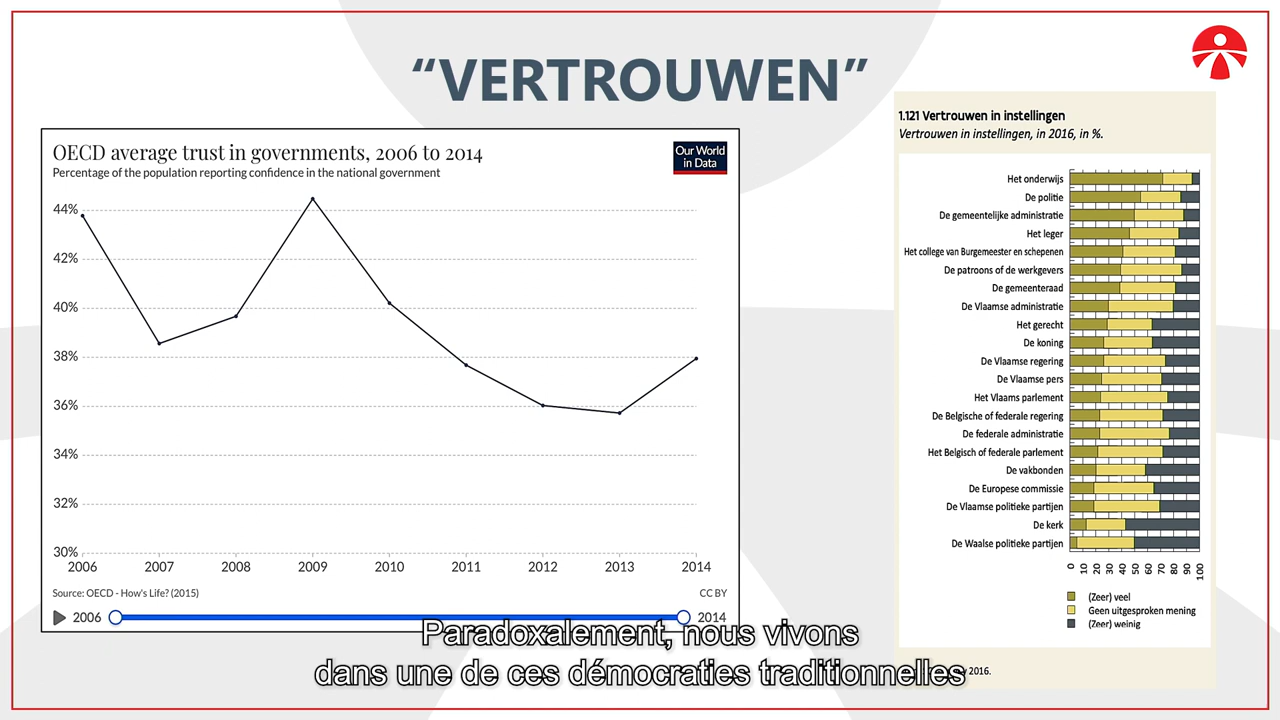 “VERTROUWEN”
OECD average trust in governments, 2006 to 2014
Percentage of the population reporting confidence in the national government
Our World
in Data
44%
42%
40%
38%
36%
34%
32%
30%
2006 2007 2008 2009 2010 2011 2012 2013 2014
Source: OECD - How's Life? (2015)
CC BY
2006
2014
1.121 Vertrouwen in instellingen
Vertrouwen in instellingen, in 2016, in %.
Het onderwijs
De politie
De gemeentelijke administratie
Het leger
Het college van Burgemeester en schepenen
De patroons of de werkgevers
De gemeenteraad
De Vlaamse administratie
Het gerecht
De koning
De Vlaamse regering
De Vlaamse pers
Het Vlaams parlement
De Belgische of federale regering
De federale administratie
Het Belgisch of federale parlement
De vakbonden
De Europese commissie
De Vlaamse politieke partijen
De kerk
De Waalse politieke partijen
0 10 20 30 40 50 60 70 80 90 100
(Zeer) veel
Geen uitgesproken mening
(Zeer) weinig
2016.
Paradoxalement, nous vivons
dans une de ces démocraties traditionnelles